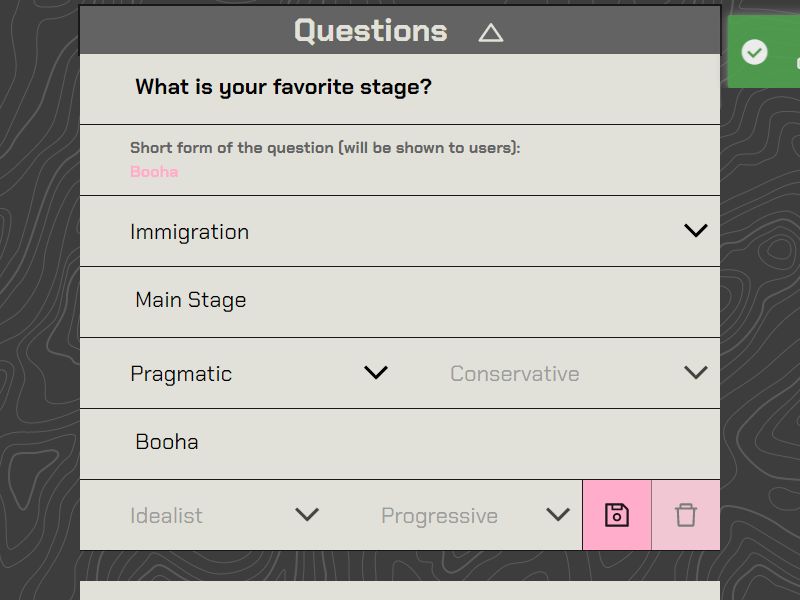 Questions
What is your favorite stage?
Short form of the question (will be shown to users):
Booha
Immigration
Main Stage
Pragmatic Conservative
Booha
Idealist Progressive